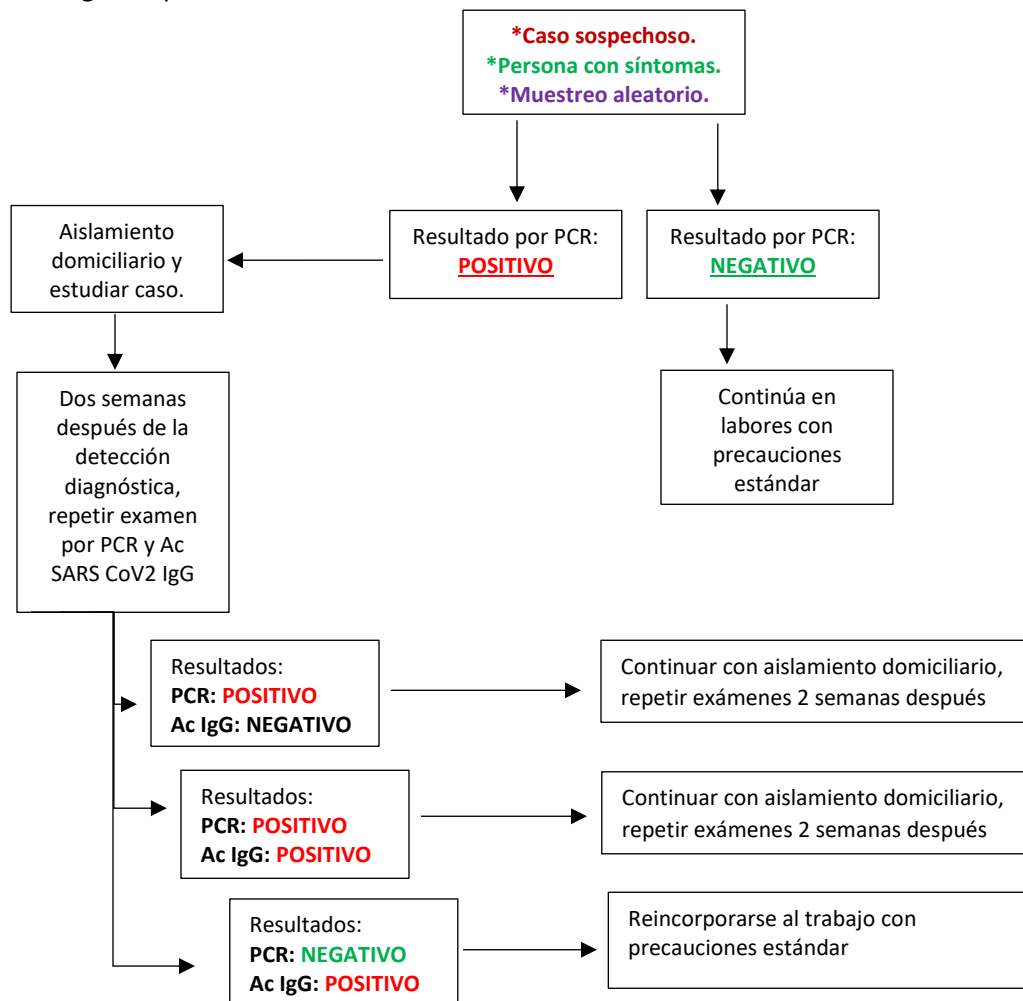 *Caso sospechoso.
*Persona con síntomas.
*Muestreo aleatorio.
Aislamiento
domiciliario y
estudiar caso.
Resultado por PCR:
POSITIVO
Resultado por PCR:
NEGATIVO
Dos semanas
después de la
detección
diagnóstica,
repetir examen
por PCR y Ac
SARS CoV2 IgG
Continúa en
labores con
precauciones
estándar
Resultados:
PCR: POSITIVO
Ac IgG: NEGATIVO
Continuar con aislamiento domiciliario,
repetir exámenes 2 semanas después
Resultados:
PCR: POSITIVO
Ac IgG: POSITIVO
Continuar con aislamiento domiciliario,
repetir exámenes 2 semanas después
Resultados:
PCR: NEGATIVO
Ac IgG: POSITIVO
Reincorporarse al trabajo con
precauciones estándar